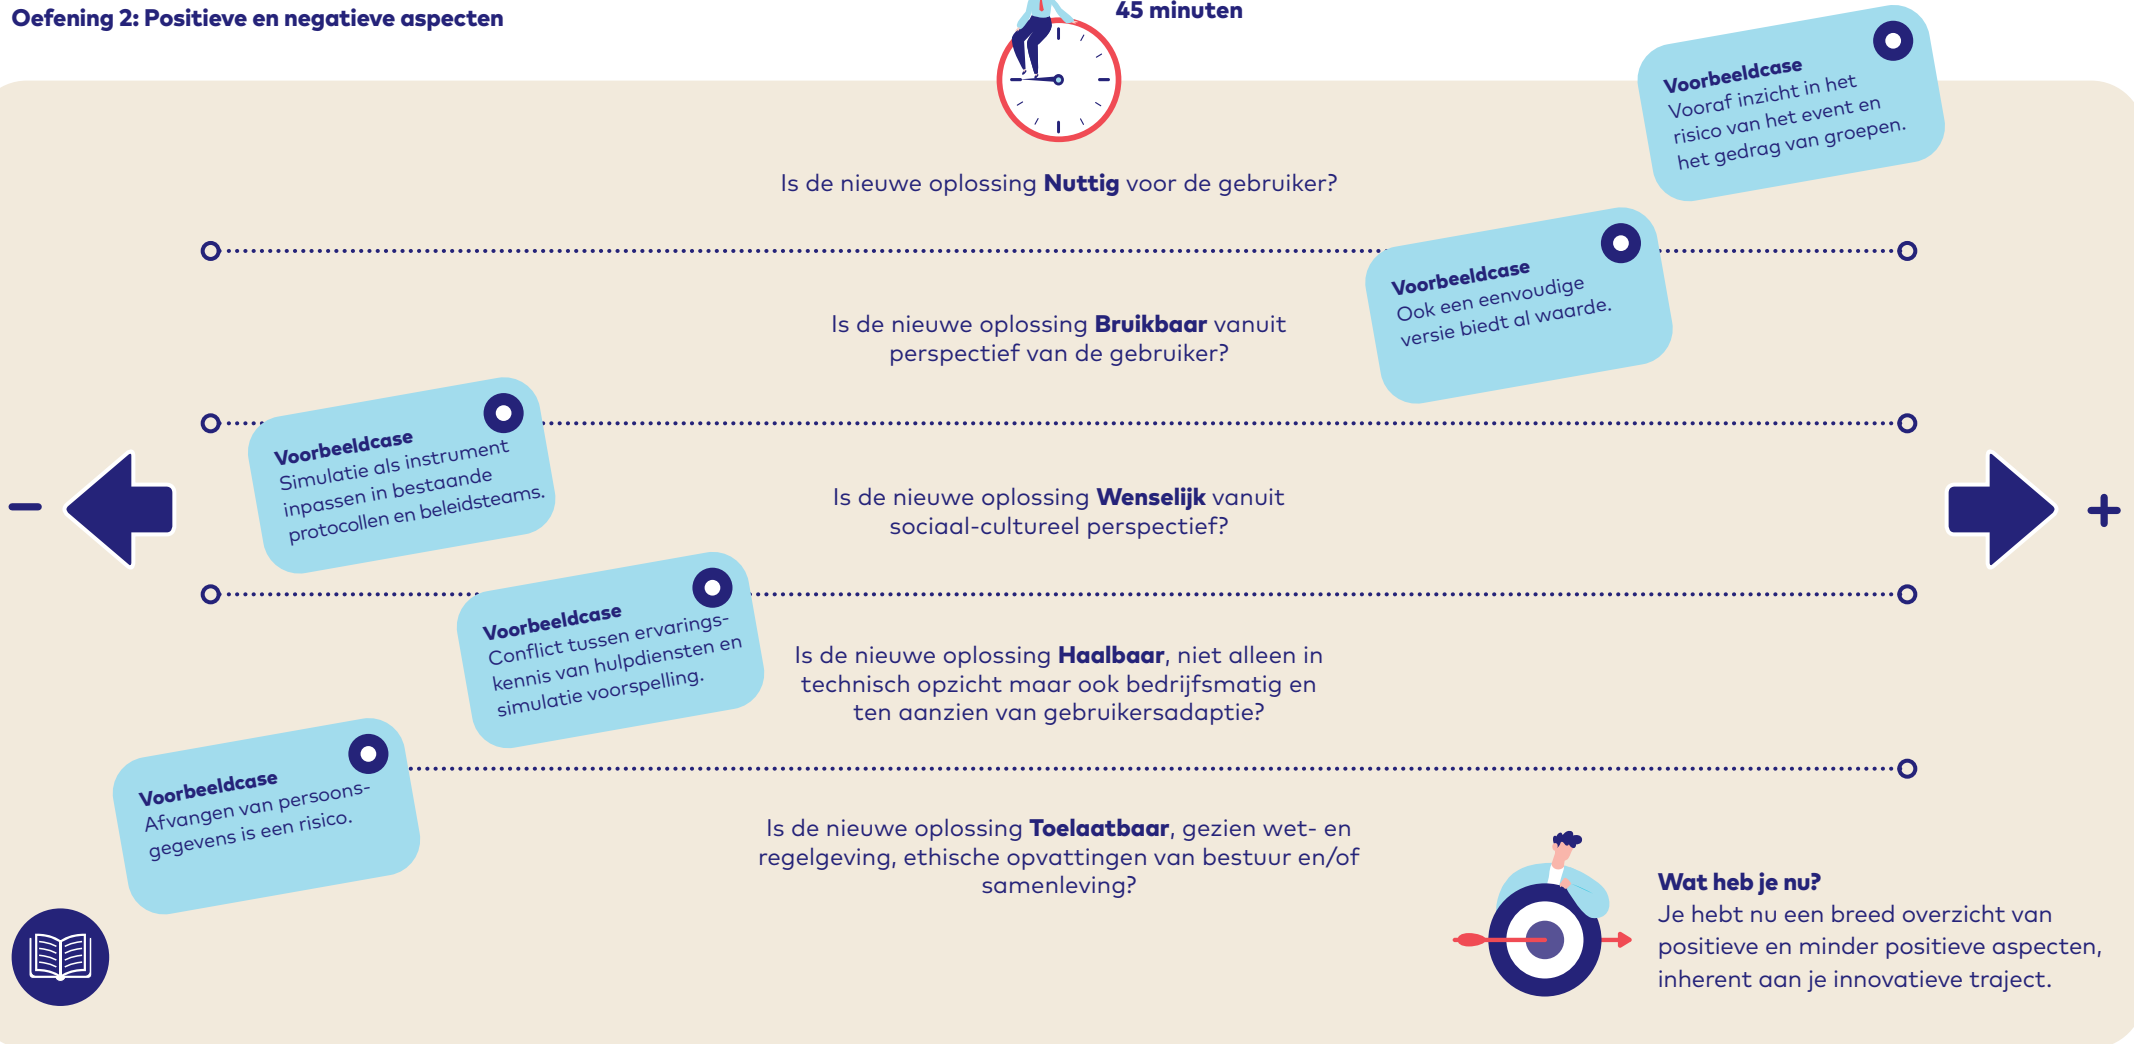 Oefening 2: Positieve en negatieve aspecten
45 minuten
Voorbeeldcase
Vooraf inzicht in het
risico van het event en
het gedrag van groepen.
Is de nieuwe oplossing Nuttig voor de gebruiker?
Voorbeeldcase
Ook een eenvoudige
versie biedt al waarde.
Is de nieuwe oplossing Bruikbaar vanuit
perspectief van de gebruiker?
Voorbeeldcase
Simulatie als instrument
inpassen in bestaande
protocollen en beleidsteams.
Is de nieuwe oplossing Wenselijk vanuit
sociaal-cultureel perspectief?
–
+
Voorbeeldcase
Conflict tussen ervarings-
kennis van hulpdiensten en
simulatie voorspelling.
Is de nieuwe oplossing Haalbaar, niet alleen in
technisch opzicht maar ook bedrijfsmatig en
ten aanzien van gebruikersadaptie?
Voorbeeldcase
Afvangen van persoons-
gegevens is een risico.
Is de nieuwe oplossing Toelaatbaar, gezien wet- en
regelgeving, ethische opvattingen van bestuur en/of
samenleving?
Wat heb je nu?
Je hebt nu een breed overzicht van
positieve en minder positieve aspecten,
inherent aan je innovatieve traject.